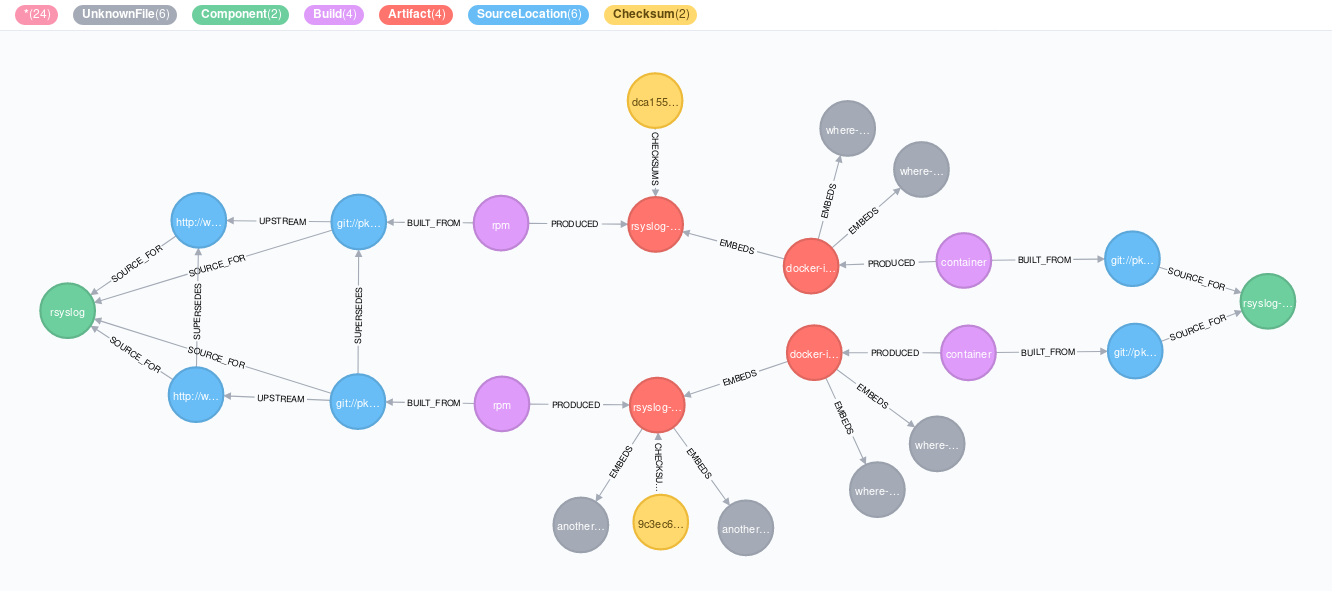 *(24) UnknownFile(6) Component(2) Build(4) Artifact(4) SourceLocation(6) Checksum(2)
dca155...
CHECKSUMS
where-...
where-...
EMBEDS
EMBEDS
http://w...
UPSTREAM
git://pk...
BUILT_FROM
rpm
PRODUCED
rsyslog-...
EMBEDS
docker-i...
PRODUCED
container
BUILT_FROM
git://pk...
SOURCE_FOR
rsyslog-...
SOURCE_FOR
SOURCE_FOR
rsyslog
SUPERSEDES
SUPERSEDES
SOURCE_FOR
SOURCE_FOR
docker-i...
PRODUCED
container
BUILT_FROM
git://pk...
SOURCE_FOR
http://w...
UPSTREAM
git://pk...
BUILT_FROM
rpm
PRODUCED
rsyslog-...
EMBEDS
EMBEDS
EMBEDS
where-...
where-...
EMBEDS
CHECKSU...
EMBEDS
another...
9c3ec6...
another...